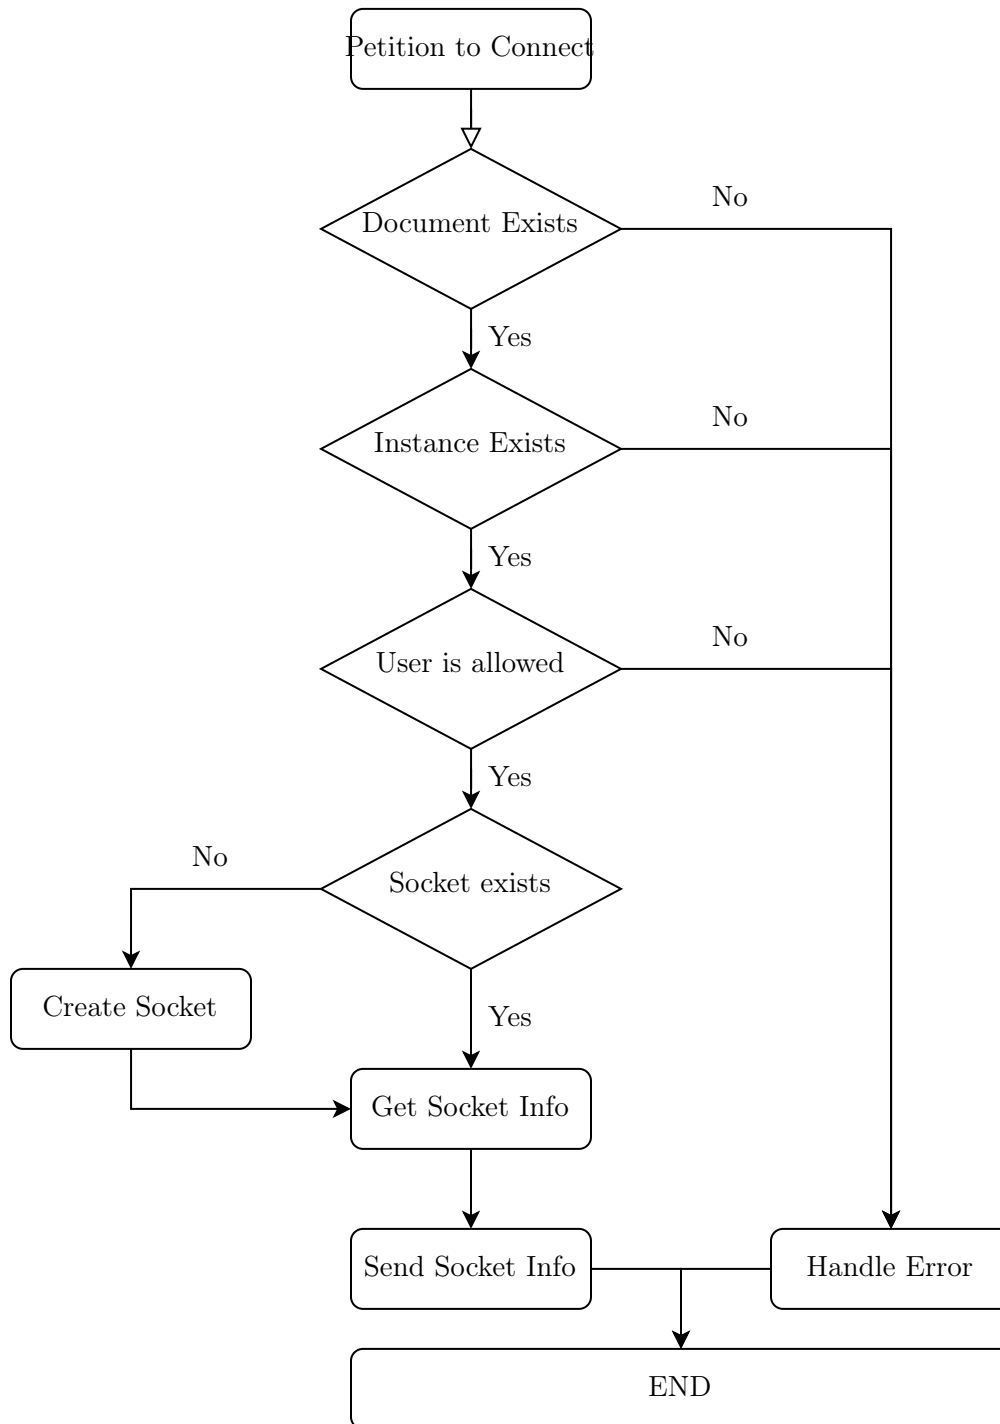 Petition to Connect
No
Document Exists
Yes
No
Instance Exists
Yes
No
User is allowed
Yes
No
Socket exists
Create Socket
Yes
Get Socket Info
Send Socket Info
Handle Error
END